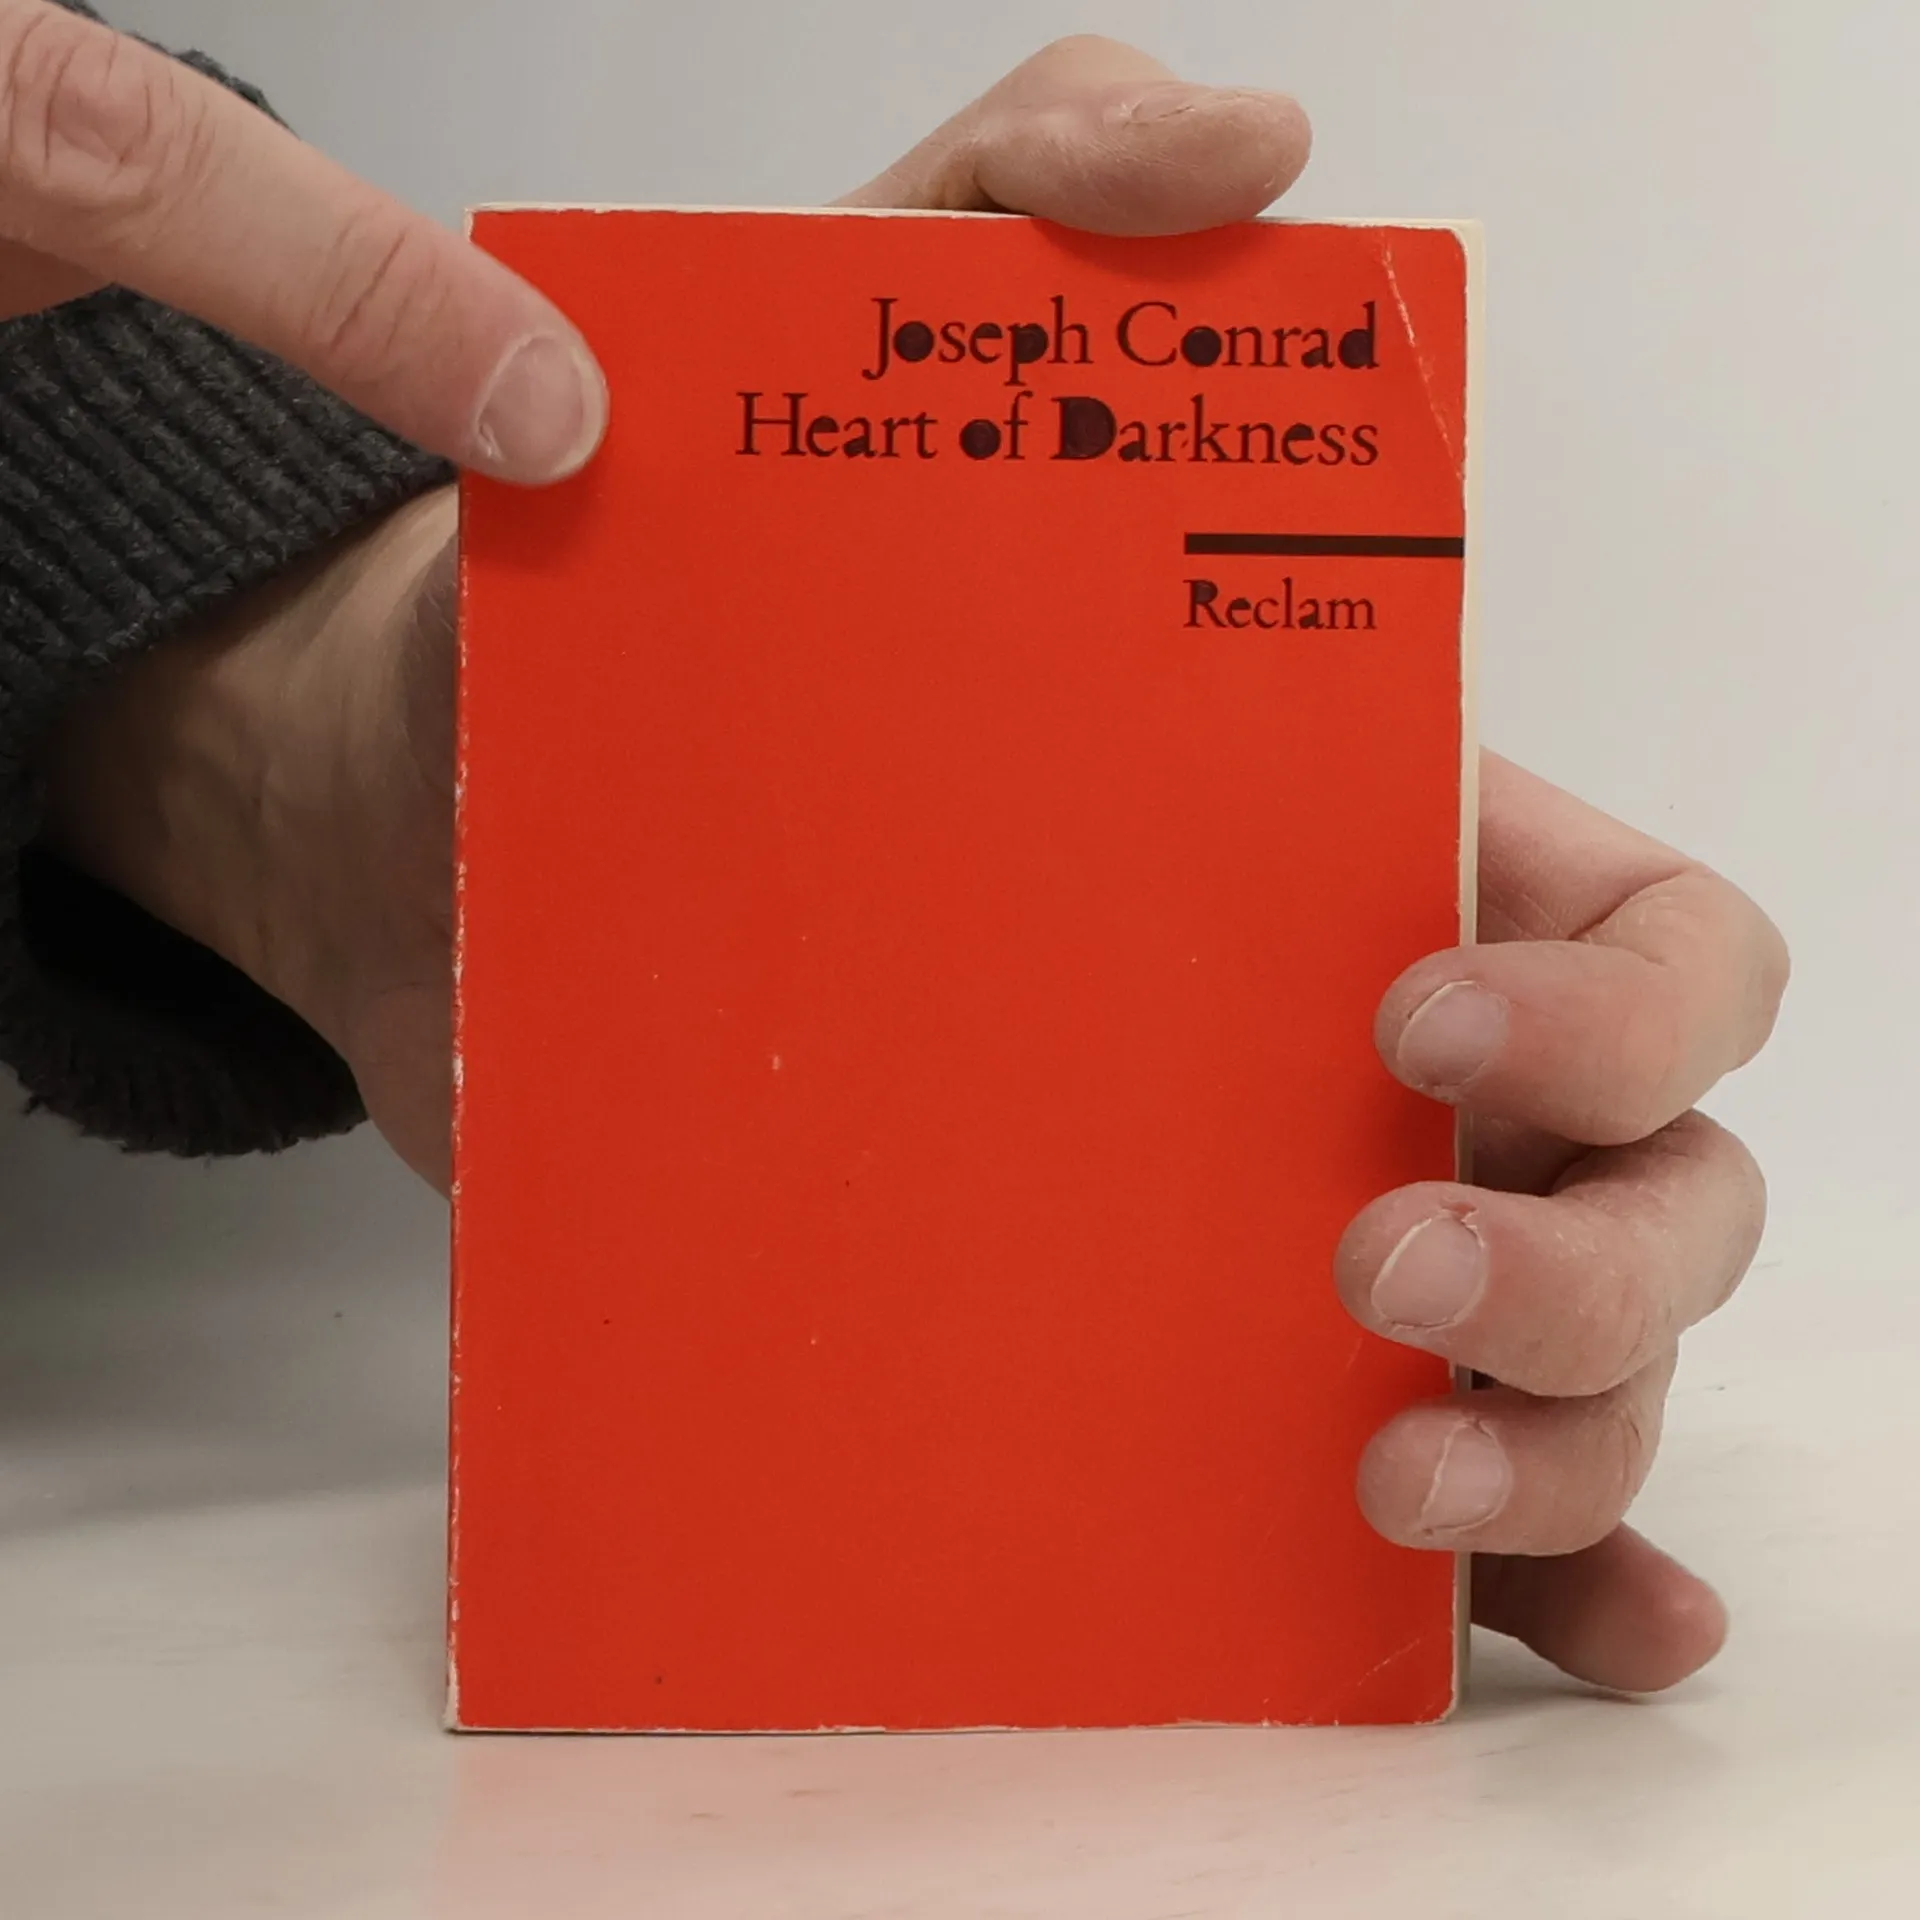 Joseph Conrad
Heart of Darkness
Reclam